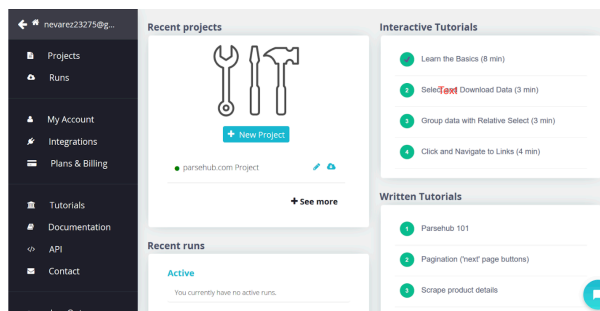 nevarez23275@g...
Projects
Runs
My Account
Integrations
Plans & Billing
Tutorials
Documentation
API
Contact
Recent projects
+ New Project
parsehub.com Project
+ See more
Recent runs
Active
You currently have no active runs.
Interactive Tutorials
Learn the Basics (8 min)
2 Select and Download Data (3 min)
Text
3 Group data with Relative Select (3 min)
4 Click and Navigate to Links (4 min)
Written Tutorials
1 Parsehub 101
2 Pagination ('next' page buttons)
3 Scrape product details